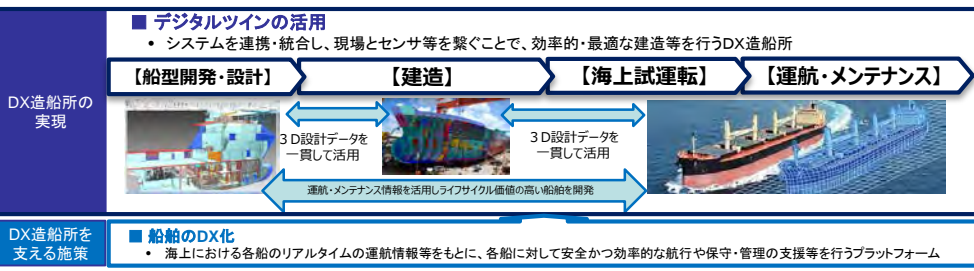 ■ デジタルツインの活用
• システムを連携・統合し、現場とセンサ等を繋ぐことで、効率的・最適な建造等を行うDX造船所
【船型開発・設計】
【建造】
【海上試運転】
【運航・メンテナンス】
DX造船所の
実現
３Ｄ設計データを
一貫して活用
３Ｄ設計データを
一貫して活用
運航・メンテナンス情報を活用しライフサイクル価値の高い船舶を開発
DX造船所を
支える施策
■ 船舶のDX化
• 海上における各船のリアルタイムの運航情報等をもとに、各船に対して安全かつ効率的な航行や保守・管理の支援等を行うプラットフォーム